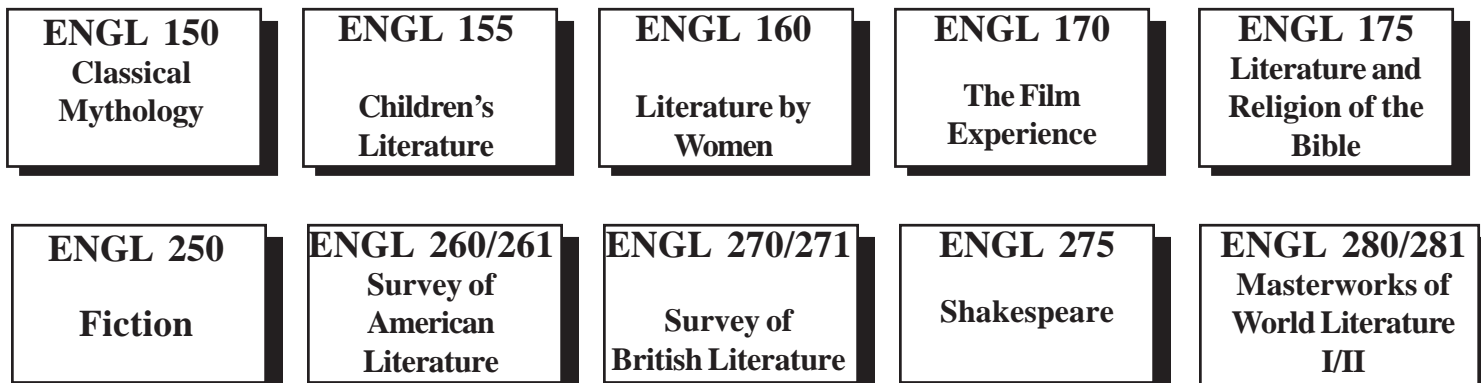 ENGL 150
Classical
Mythology
ENGL 155
Children's
Literature
ENGL 160
Literature by
Women
ENGL 170
The Film
Experience
ENGL 175
Literature and
Religion of the
Bible
ENGL 250
Fiction
ENGL 260/261
Survey of
American
Literature
ENGL 270/271
Survey of
British Literature
ENGL 275
Shakespeare
ENGL 280/281
Masterworks of
World Literature
I/II